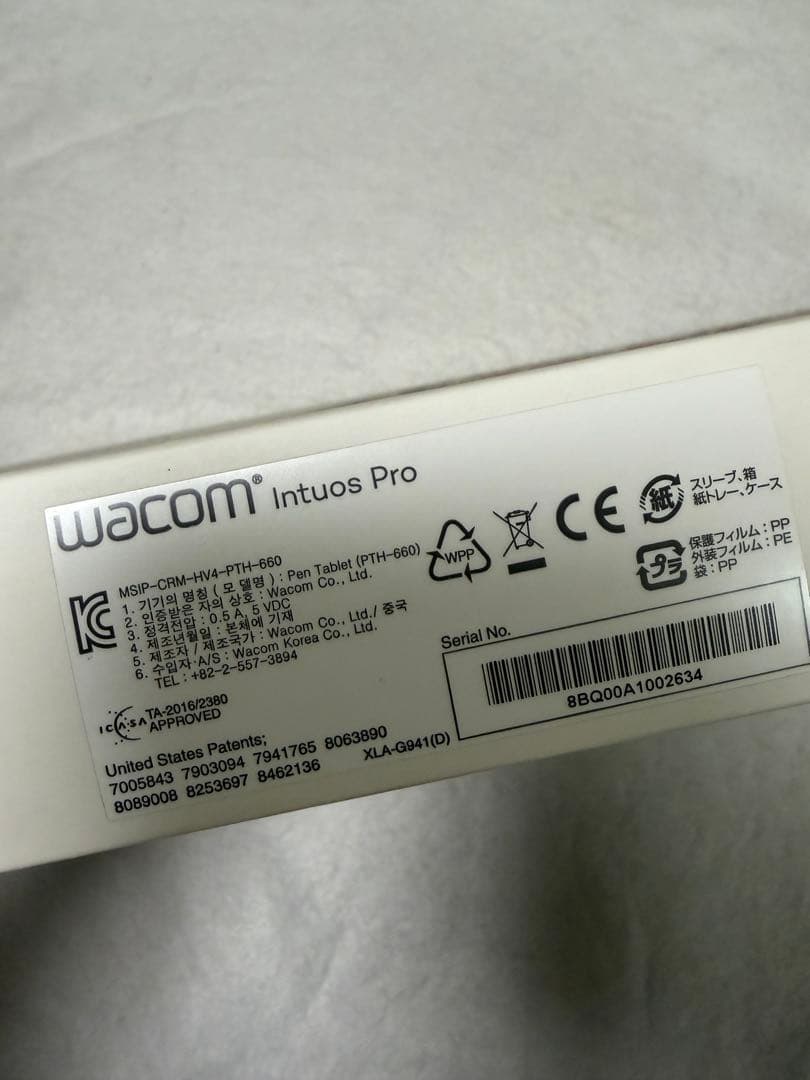 wacom® Intuos Pro
MSIP-CRM-HV4-PTH-660
1. 기기의 명칭 ( 모 델명 ) : Pen Tablet (PTH-660)
2. 인증받은 자의 상호 : Wacom Co., Ltd.
3. 정격전압 : 0.5 A, 5 VDC
4. 제조년월일 : 본체에 기재
5. 제조자 / 제조국가 : Wacom Co., Ltd./ 중국
6. 수입자·A/S : Wacom Korea Co., Ltd.
TEL : +82-2-557-3894
ICASA TA-2016/2380
APPROVED
United States Patents;
7005843 7903094 7941765 8063890
8089008 8253697 8462136
XLA-G941(D)
WPP
CE
紙
スリーブ、箱
紙トレー、ケース
プラ
保護フィルム : PP
外装フィルム : PE
袋 : PP
Serial No.
8BQ00A1002634